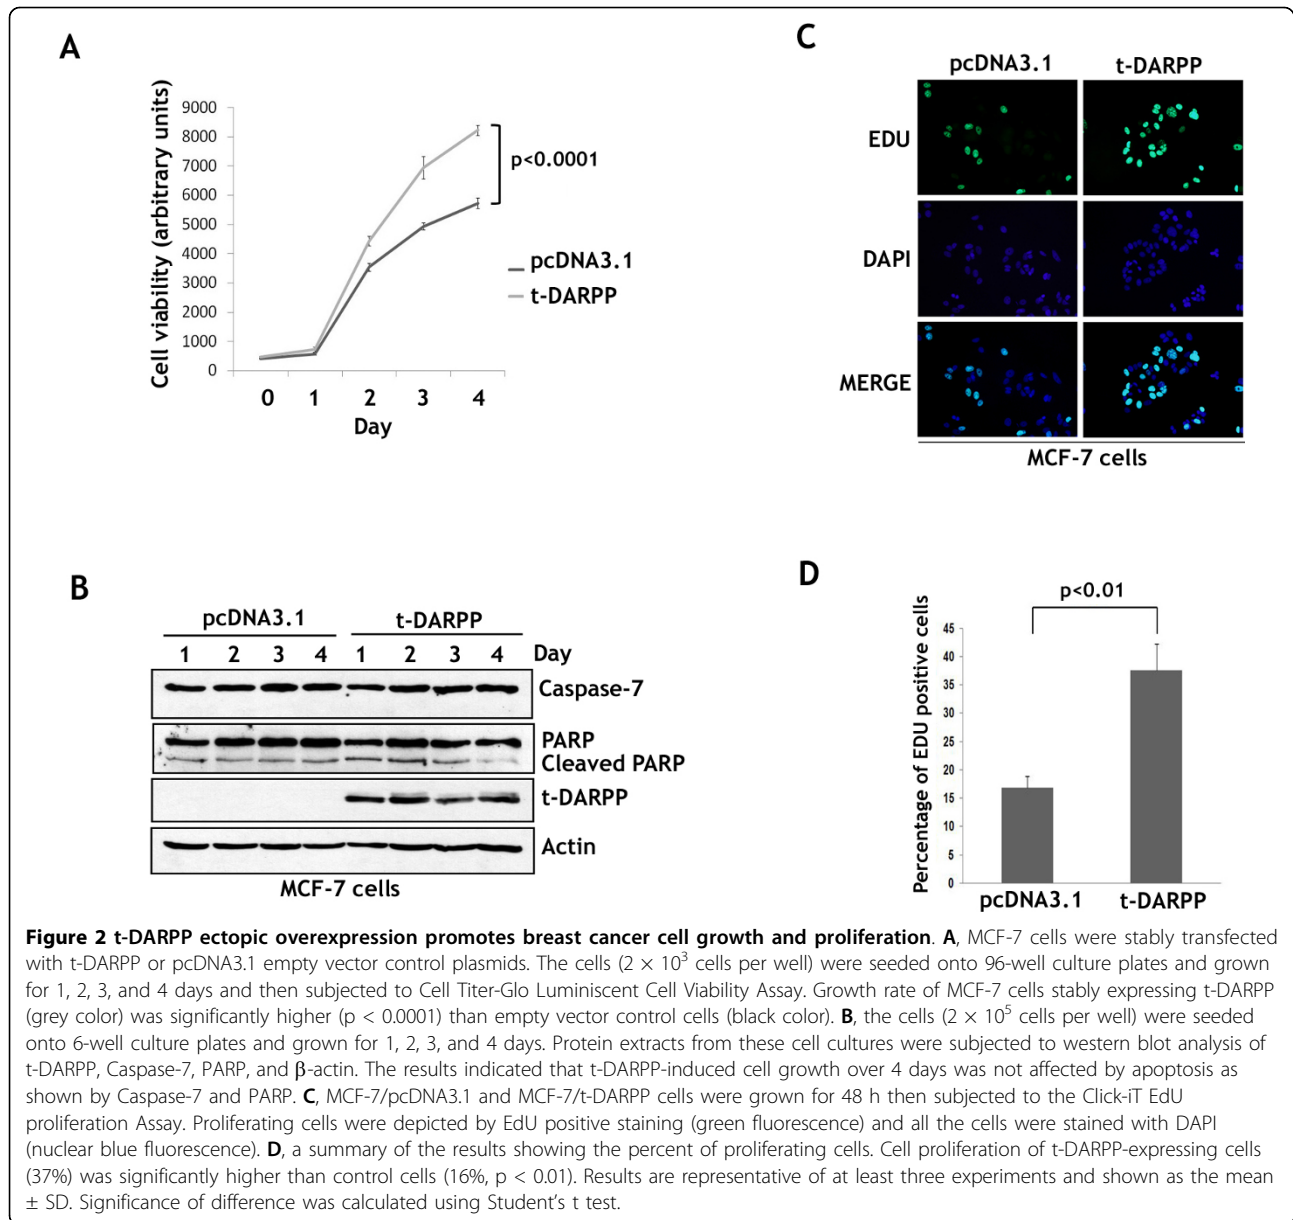 A
Cell viability (arbitrary units)
9000
8000
7000
6000
5000
4000
3000
2000
1000
0
0 1 2 3 4
Day
p<0.0001
pcDNA3.1
t-DARPP
C
pcDNA3.1 t-DARPP
EDU
DAPI
MERGE
MCF-7 cells
B
pcDNA3.1 t-DARPP
1 2 3 4 1 2 3 4 Day
Caspase-7
PARP
Cleaved PARP
t-DARPP
Actin
MCF-7 cells
D
p<0.01
Percentage of EDU positive cells
45
40
35
30
25
20
15
10
5
0
pcDNA3.1 t-DARPP
Figure 2 t-DARPP ectopic overexpression promotes breast cancer cell growth and proliferation. A, MCF-7 cells were stably transfected
with t-DARPP or pcDNA3.1 empty vector control plasmids. The cells (2 × 10³ cells per well) were seeded onto 96-well culture plates and grown
for 1, 2, 3, and 4 days and then subjected to Cell Titer-Glo Luminiscent Cell Viability Assay. Growth rate of MCF-7 cells stably expressing t-DARPP
(grey color) was significantly higher (p < 0.0001) than empty vector control cells (black color). B, the cells (2 × 10⁵ cells per well) were seeded
onto 6-well culture plates and grown for 1, 2, 3, and 4 days. Protein extracts from these cell cultures were subjected to western blot analysis of
t-DARPP, Caspase-7, PARP, and β-actin. The results indicated that t-DARPP-induced cell growth over 4 days was not affected by apoptosis as
shown by Caspase-7 and PARP. C, MCF-7/pcDNA3.1 and MCF-7/t-DARPP cells were grown for 48 h then subjected to the Click-iT EdU
proliferation Assay. Proliferating cells were depicted by EdU positive staining (green fluorescence) and all the cells were stained with DAPI
(nuclear blue fluorescence). D, a summary of the results showing the percent of proliferating cells. Cell proliferation of t-DARPP-expressing cells
(37%) was significantly higher than control cells (16%, p < 0.01). Results are representative of at least three experiments and shown as the mean
± SD. Significance of difference was calculated using Student's t test.